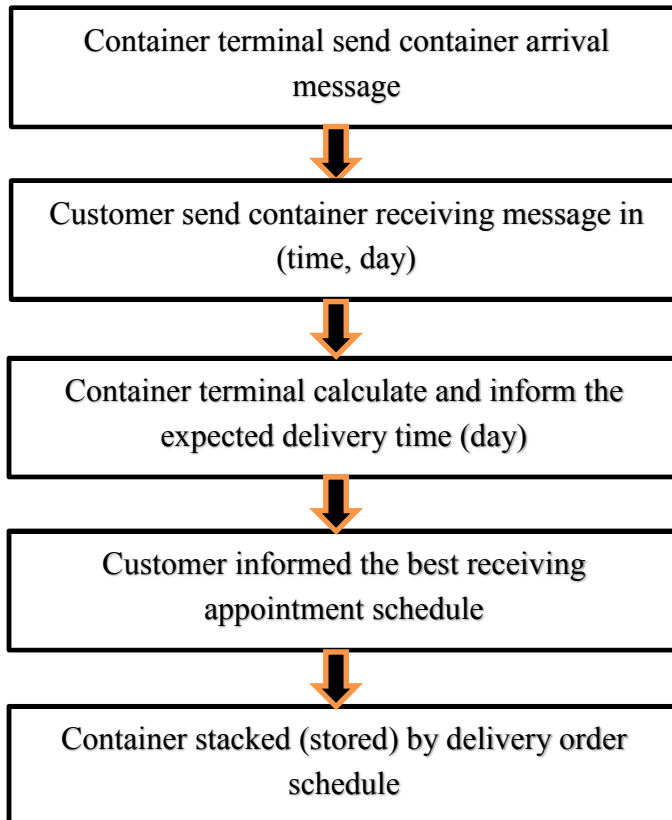 Container terminal send container arrival
message
Customer send container receiving message in
(time, day)
Container terminal calculate and inform the
expected delivery time (day)
Customer informed the best receiving
appointment schedule
Container stacked (stored) by delivery order
schedule